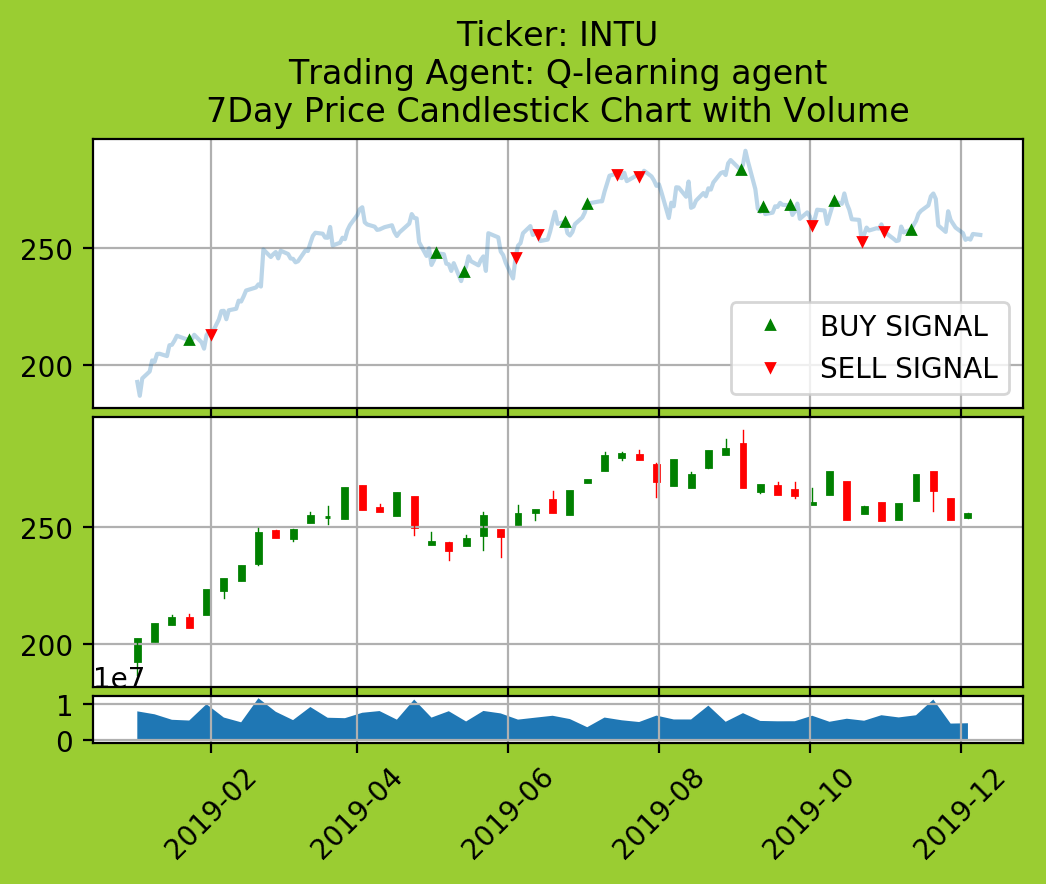 Ticker: INTU
Trading Agent: Q-learning agent
7Day Price Candlestick Chart with Volume
250
200
BUY SIGNAL
SELL SIGNAL
250
200
1e7
1
0
2019-02
2019-04
2019-06
2019-08
2019-10
2019-12